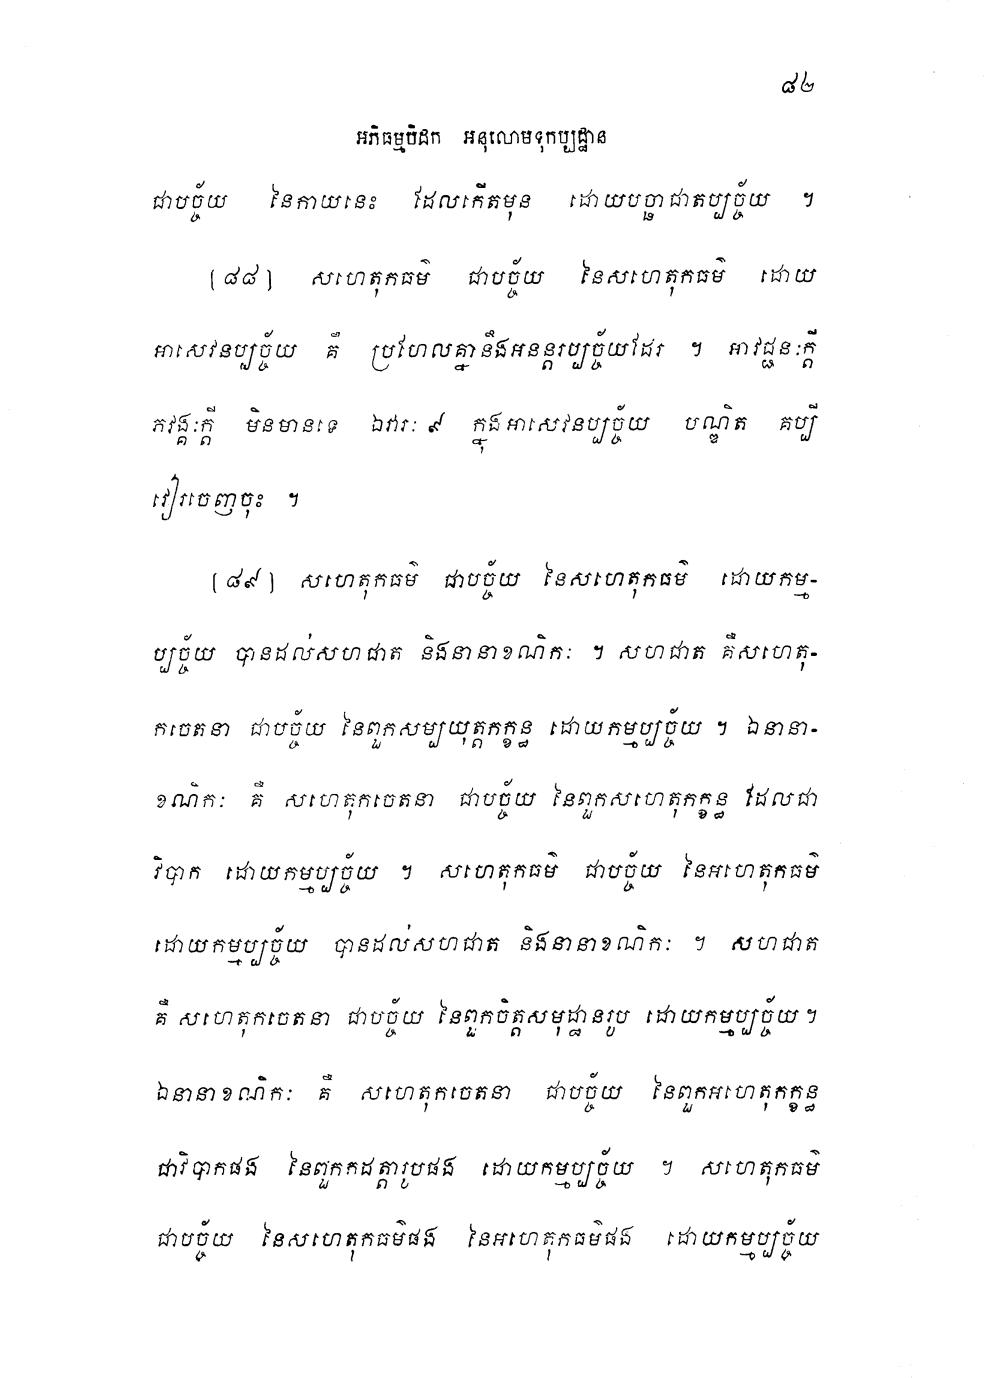 ៨២
អភិធម្មបិដក អនុលោមទុកប្បដ្ឋាន
ជាបច្ច័យ នៃកាយនេះ ដែលកើតមុន ដោយបច្ឆាជាតប្បច្ច័យ ។
[៨៨] សហេតុកធម៌ ជាបច្ច័យ នៃសហេតុកធម៌ ដោយ
អាសេវនប្បច្ច័យ គឺ ប្រហែលគ្នានឹងអនន្តរប្បច្ច័យដែរ ។ អាវជ្ជនៈក្តី
ភវង្គៈក្តី មិនមានទេ ឯវារៈ ៩ ក្នុងអាសេវនប្បច្ច័យ បណ្ឌិត គប្បី
វៀរចេញចុះ ។
[៨៩] សហេតុកធម៌ ជាបច្ច័យ នៃសហេតុកធម៌ ដោយកម្ម-
ប្បច្ច័យ បានដល់សហជាត និងនានាខណិកៈ ។ សហជាត គឺសហេតុ-
កចេតនា ជាបច្ច័យ នៃពួកសម្បយុត្តកក្ខន្ធ ដោយកម្មប្បច្ច័យ ។ ឯនានា-
ខណិកៈ គឺ សហេតុកចេតនា ជាបច្ច័យ នៃពួកសហេតុកក្ខន្ធ ដែលជា
វិបាក ដោយកម្មប្បច្ច័យ ។ សហេតុកធម៌ ជាបច្ច័យ នៃអហេតុកធម៌
ដោយកម្មប្បច្ច័យ បានដល់សហជាត និងនានាខណិកៈ ។ សហជាត
គឺ សហេតុកចេតនា ជាបច្ច័យ នៃពួកចិត្តសមុដ្ឋានរូប ដោយកម្មប្បច្ច័យ ។
ឯនានាខណិកៈ គឺ សហេតុកចេតនា ជាបច្ច័យ នៃពួកអហេតុកក្ខន្ធ
ជាវិបាកផង នៃពួកកដត្តារូបផង ដោយកម្មប្បច្ច័យ ។ សហេតុកធម៌
ជាបច្ច័យ នៃសហេតុកធម៌ផង នៃអហេតុកធម៌ផង ដោយកម្មប្បច្ច័យ